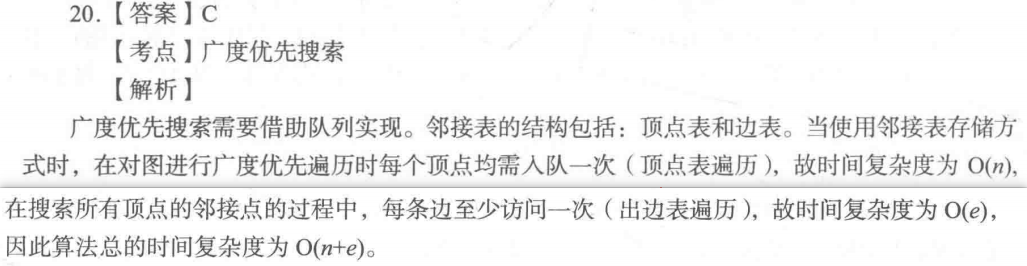 20.【答案】C
【考点】广度优先搜索
【解析】
广度优先搜索需要借助队列实现。邻接表的结构包括：顶点表和边表。当使用邻接表存储方
式时，在对图进行广度优先遍历时每个顶点均需入队一次（顶点表遍历），故时间复杂度为 O(n),
在搜索所有顶点的邻接点的过程中，每条边至少访问一次（出边表遍历），故时间复杂度为 O(e)，
因此算法总的时间复杂度为 O(n+e)。